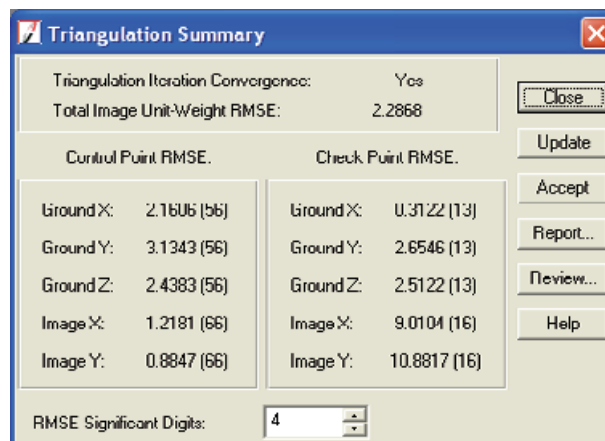 Triangulation Summary
Triangulation Iteration Convergence: Yes
Total Image Unit-Weight RMSE: 2.2868
Control Point RMSE.
Ground X: 2.1606 (56)
Ground Y: 3.1343 (56)
Ground Z: 2.4383 (56)
Image X: 1.2181 (66)
Image Y: 0.8847 (66)
Check Point RMSE.
Ground X: 0.3122 (13)
Ground Y: 2.6546 (13)
Ground Z: 2.5122 (13)
Image X: 9.0104 (16)
Image Y: 10.8817 (16)
RMSE Significant Digits: 4
Close
Update
Accept
Report...
Review...
Help